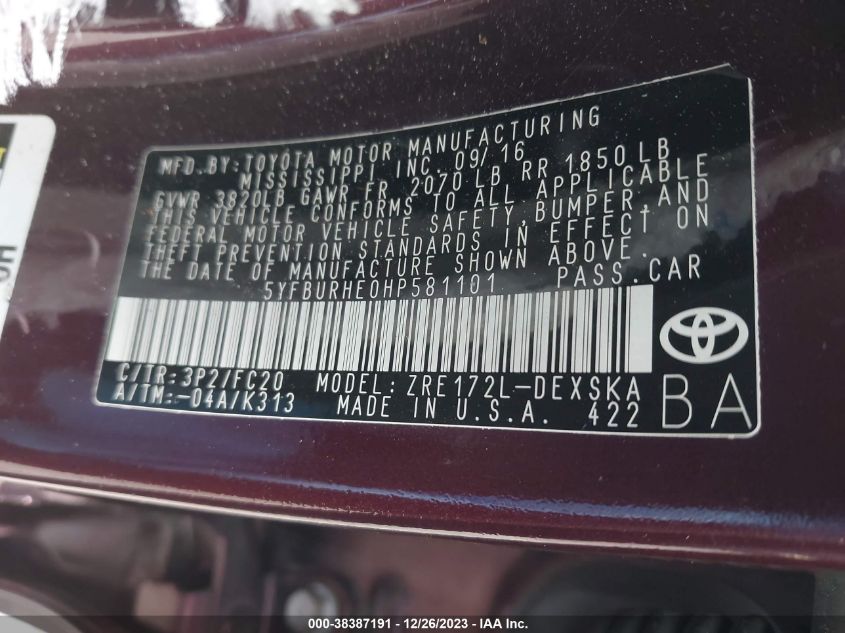 MFD. BY: TOYOTA MOTOR MANUFACTURING
MISSISSIPPI INC. 09/16
GVWR 3820LB GAWR FR 2070 LB RR 1850 LB
THIS VEHICLE CONFORMS TO ALL APPLICABLE
FEDERAL MOTOR VEHICLE SAFETY, BUMPER, AND
THEFT PREVENTION STANDARDS IN EFFECT ON
THE DATE OF MANUFACTURE SHOWN ABOVE.
5YFBURHE0HP581101 PASS. CAR
C/TR: 3P2/FC20 MODEL: ZRE172L-DEXSKA
A/TM: -04A/K313 MADE IN U.S.A. 422
BA
000-38387191 - 12/26/2023 - IAA Inc.